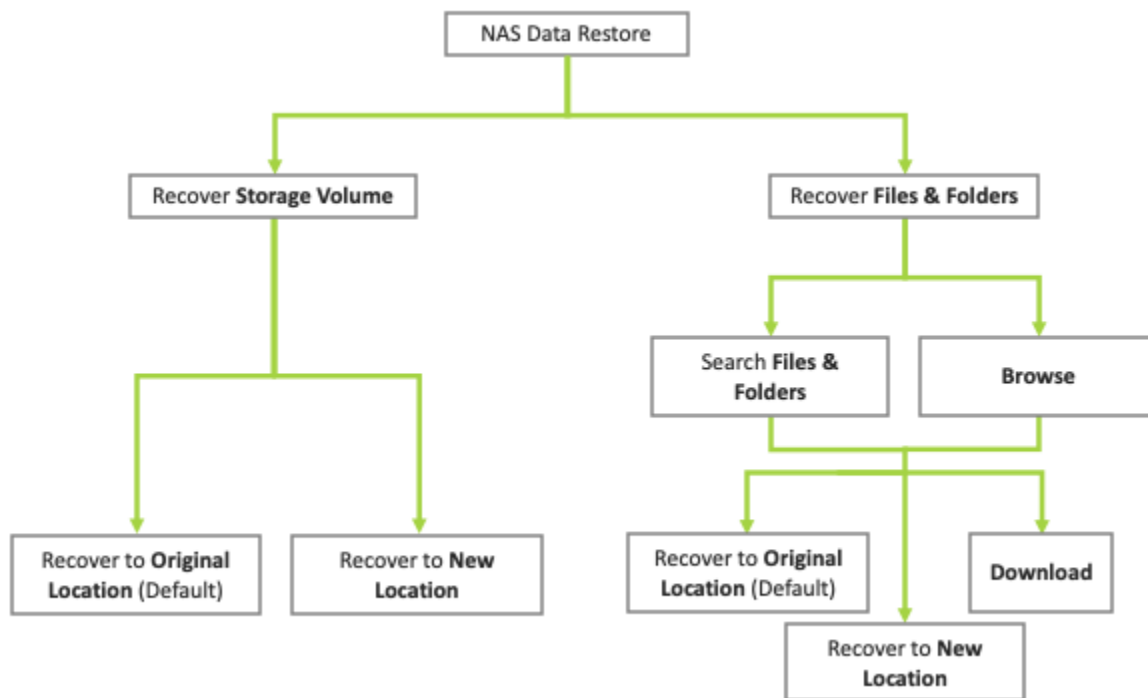 NAS Data Restore
Recover Storage Volume
Recover Files & Folders
Search Files &
Folders
Browse
Recover to Original
Location (Default)
Recover to New
Location
Recover to Original
Location (Default)
Download
Recover to New
Location